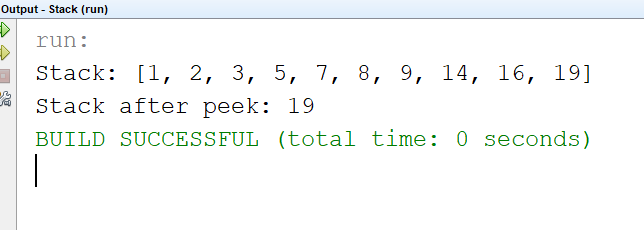 Output - Stack (run)
run:
Stack: [1, 2, 3, 5, 7, 8, 9, 14, 16, 19]
Stack after peek: 19
BUILD SUCCESSFUL (total time: 0 seconds)